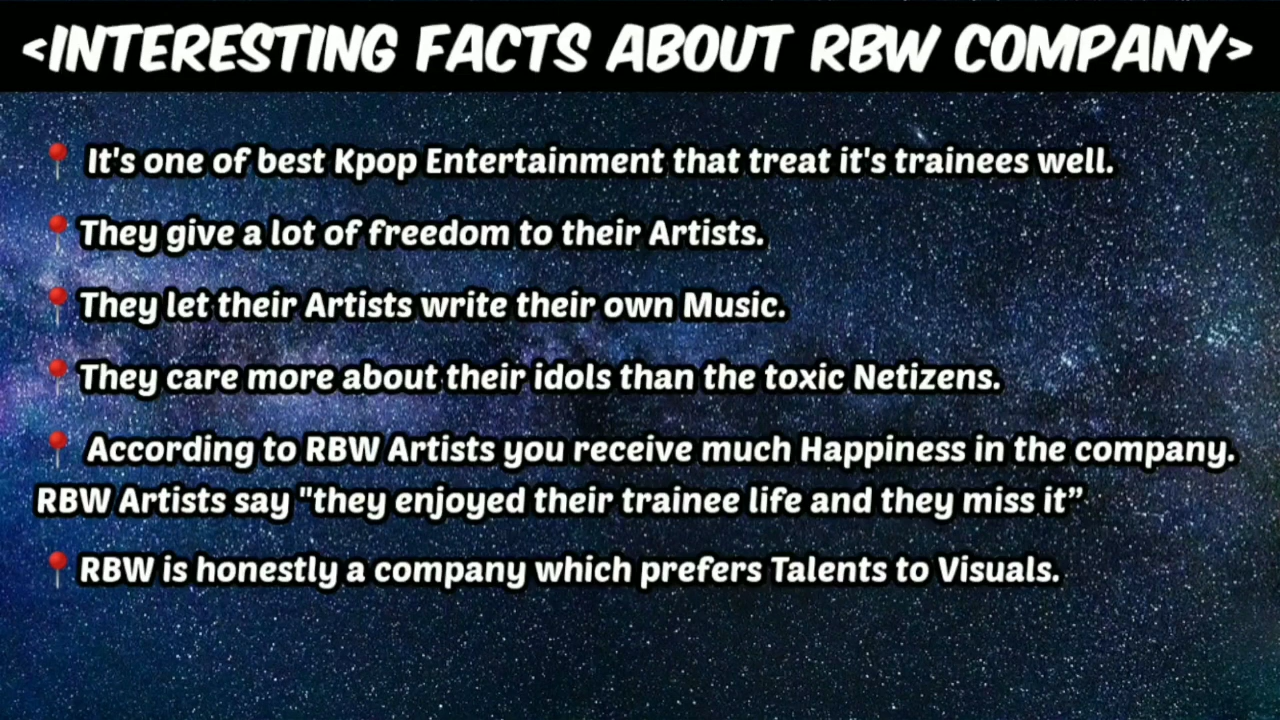 <INTERESTING FACTS ABOUT RBW COMPANY>
📍 It's one of best Kpop Entertainment that treat it's trainees well.
📍 They give a lot of freedom to their Artists.
📍 They let their Artists write their own Music.
📍 They care more about their idols than the toxic Netizens.
📍 According to RBW Artists you receive much Happiness in the company.
RBW Artists say "they enjoyed their trainee life and they miss it”
📍 RBW is honestly a company which prefers Talents to Visuals.